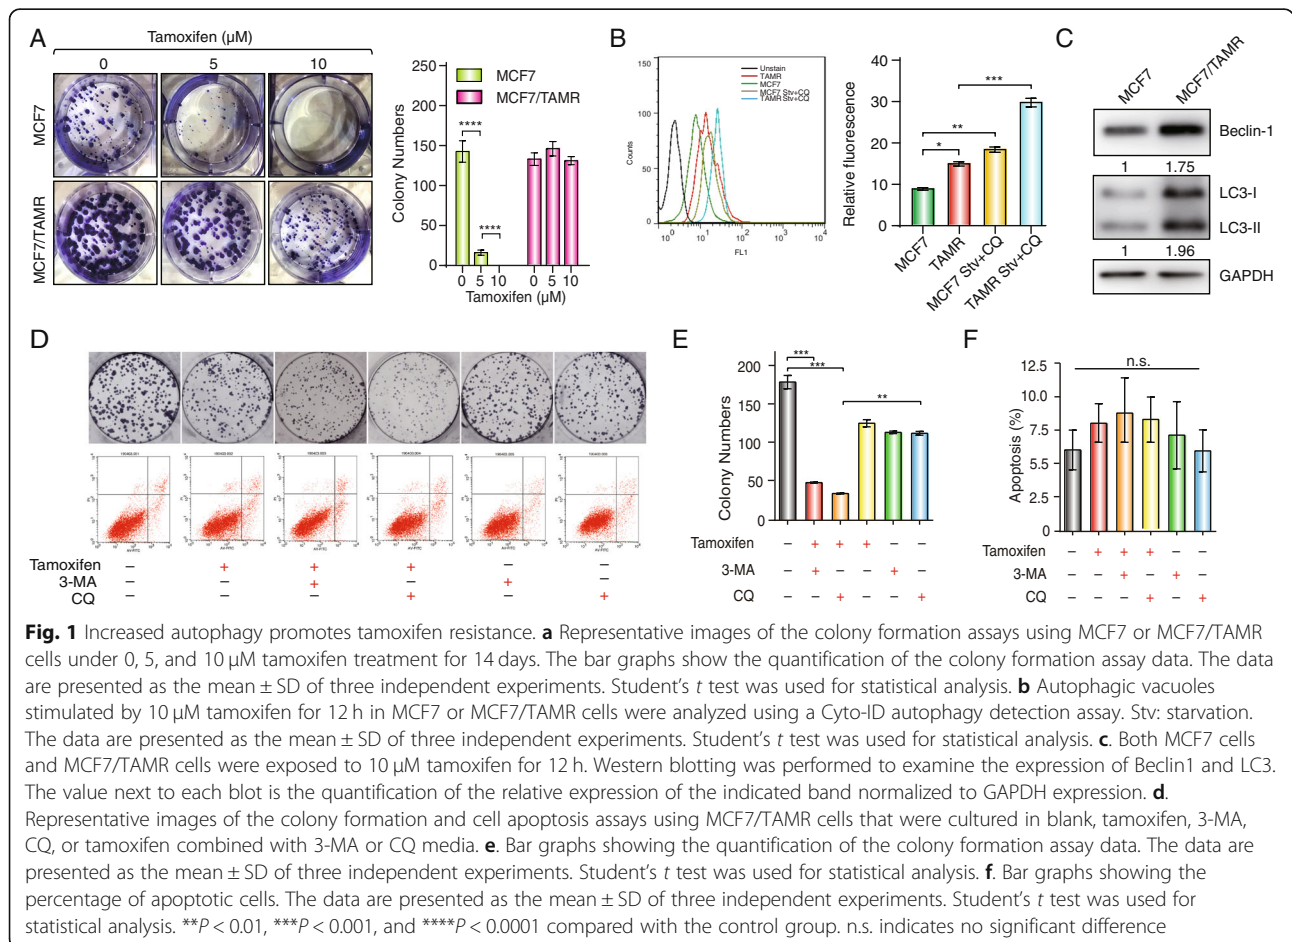 A
Tamoxifen (µM)
0 5 10
MCF7
MCF7/TAMR
Colony Numbers
250
200
150
100
50
0
MCF7
MCF7/TAMR
****
****
0 5 10 0 5 10
Tamoxifen (µM)
B
Counts
200
150
100
50
0
Unstain
TAMR
MCF7
MCF7 Stv+CQ
TAMR Stv+CQ
10⁰ 10¹ 10² 10³ 10⁴
FL1
Relative fluorescence
40
30
20
10
0
***
**
*
MCF7
TAMR
MCF7 Stv+CQ
TAMR Stv+CQ
C
MCF7 MCF7/TAMR
Beclin-1
1 1.75
LC3-I
LC3-II
1 1.96
GAPDH
D
Tamoxifen – + + + – –
3-MA – – + – + –
CQ – – – + – +
E
Colony Numbers
200
150
100
50
0
***
***
**
Tamoxifen – + + + – –
3-MA – + – – + –
CQ – – + – – +
F
Apoptosis (%)
12.5
10.0
7.5
5.5
2.5
0
n.s.
Tamoxifen – + + + – –
3-MA – – + – + –
CQ – – – + – +
Fig. 1 Increased autophagy promotes tamoxifen resistance. a Representative images of the colony formation assays using MCF7 or MCF7/TAMR
cells under 0, 5, and 10 µM tamoxifen treatment for 14 days. The bar graphs show the quantification of the colony formation assay data. The data
are presented as the mean ± SD of three independent experiments. Student's t test was used for statistical analysis. b Autophagic vacuoles
stimulated by 10 µM tamoxifen for 12 h in MCF7 or MCF7/TAMR cells were analyzed using a Cyto-ID autophagy detection assay. Stv: starvation.
The data are presented as the mean ± SD of three independent experiments. Student's t test was used for statistical analysis. c. Both MCF7 cells
and MCF7/TAMR cells were exposed to 10 µM tamoxifen for 12 h. Western blotting was performed to examine the expression of Beclin1 and LC3.
The value next to each blot is the quantification of the relative expression of the indicated band normalized to GAPDH expression. d.
Representative images of the colony formation and cell apoptosis assays using MCF7/TAMR cells that were cultured in blank, tamoxifen, 3-MA,
CQ, or tamoxifen combined with 3-MA or CQ media. e. Bar graphs showing the quantification of the colony formation assay data. The data are
presented as the mean ± SD of three independent experiments. Student's t test was used for statistical analysis. f. Bar graphs showing the
percentage of apoptotic cells. The data are presented as the mean ± SD of three independent experiments. Student's t test was used for
statistical analysis. **P < 0.01, ***P < 0.001, and ****P < 0.0001 compared with the control group. n.s. indicates no significant difference